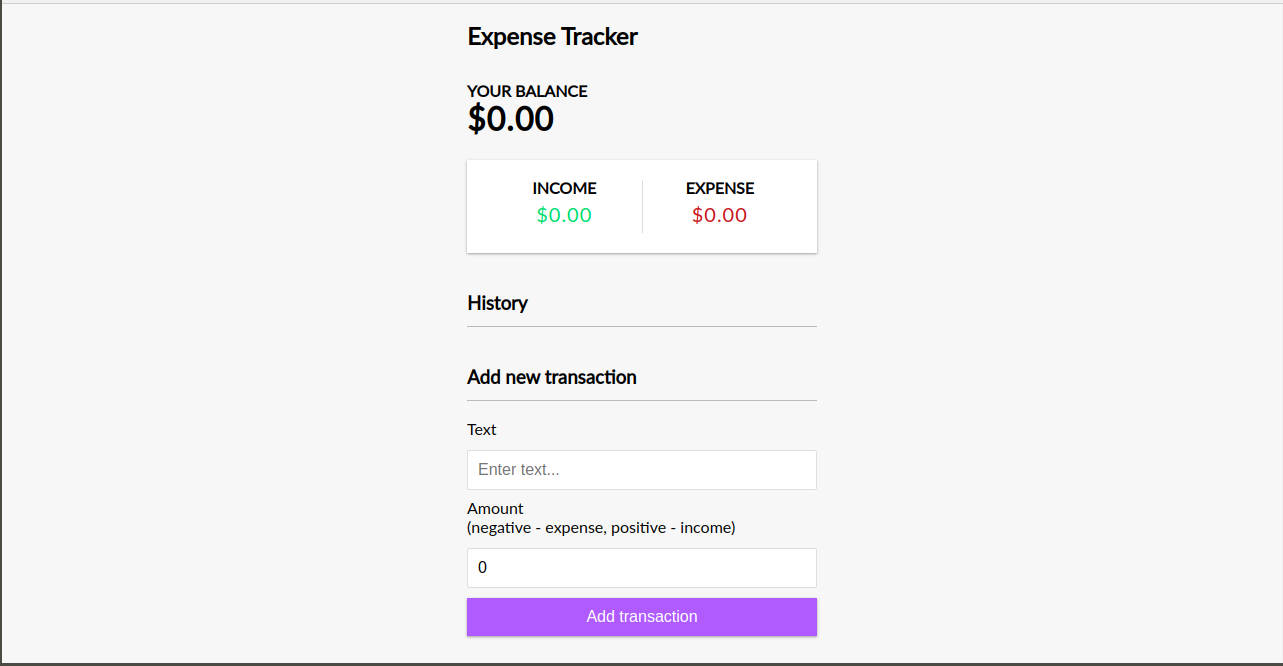 Expense Tracker
YOUR BALANCE
$0.00
INCOME
EXPENSE
$0.00
$0.00
History
Add new transaction
Text
Enter text...
Amount
(negative - expense, positive - income)
0
Add transaction